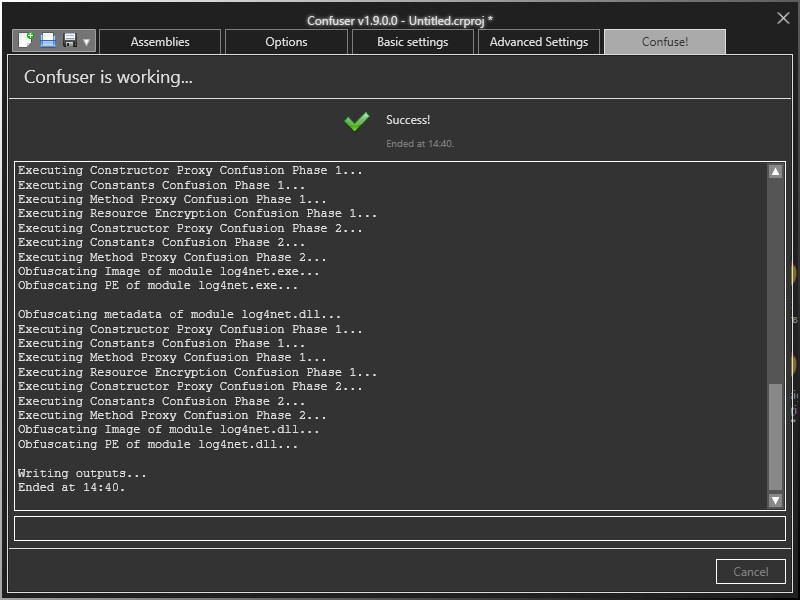 Confuser v1.9.0.0 - Untitled.crproj *
Assemblies
Options
Basic settings
Advanced Settings
Confuse!
Confuser is working...
Success!
Ended at 14:40.
Executing Constructor Proxy Confusion Phase 1...
Executing Constants Confusion Phase 1...
Executing Method Proxy Confusion Phase 1...
Executing Resource Encryption Confusion Phase 1...
Executing Constructor Proxy Confusion Phase 2...
Executing Constants Confusion Phase 2...
Executing Method Proxy Confusion Phase 2...
Obfuscating Image of module log4net.exe...
Obfuscating PE of module log4net.exe...
Obfuscating metadata of module log4net.dll...
Executing Constructor Proxy Confusion Phase 1...
Executing Constants Confusion Phase 1...
Executing Method Proxy Confusion Phase 1...
Executing Resource Encryption Confusion Phase 1...
Executing Constructor Proxy Confusion Phase 2...
Executing Constants Confusion Phase 2...
Executing Method Proxy Confusion Phase 2...
Obfuscating Image of module log4net.dll...
Obfuscating PE of module log4net.dll...
Writing outputs...
Ended at 14:40.
Cancel